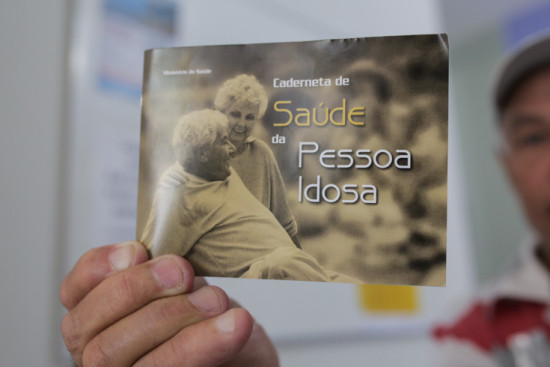 Ministério da Saúde
Caderneta de
Saúde
da
Pessoa
Idosa